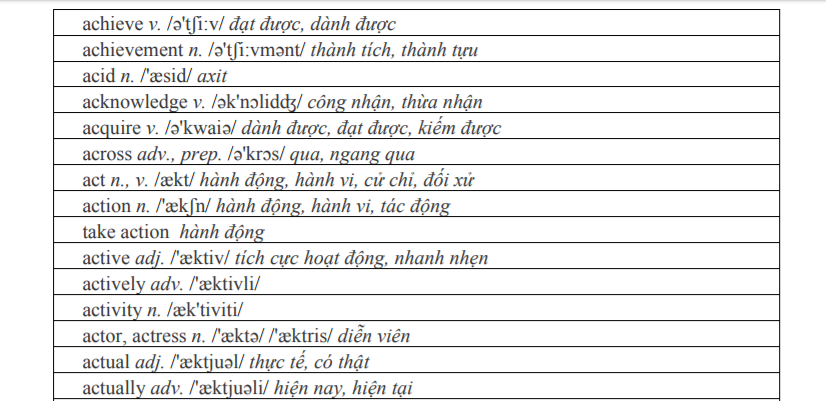 achieve v. /ə'tʃi:v/ đạt được, dành được
achievement n. /ə'tʃi:vmənt/ thành tích, thành tựu
acid n. /'æsid/ axit
acknowledge v. /ək'nɔlidʤ/ công nhận, thừa nhận
acquire v. /ə'kwaiə/ dành được, đạt được, kiếm được
across adv., prep. /ə'krɔs/ qua, ngang qua
act n., v. /ækt/ hành động, hành vi, cử chỉ, đối xử
action n. /'ækʃn/ hành động, hành vi, tác động
take action hành động
active adj. /'æktiv/ tích cực hoạt động, nhanh nhẹn
actively adv. /'æktivli/
activity n. /æk'tiviti/
actor, actress n. /'æktə/ /'æktris/ diễn viên
actual adj. /'æktjuəl/ thực tế, có thật
actually adv. /'æktjuəli/ hiện nay, hiện tại